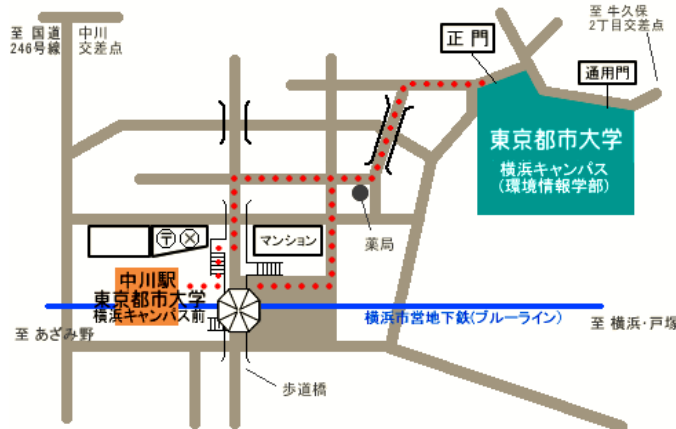 至 国道
246号線
中川
交差点
至 牛久保
2丁目交差点
正 門
通用門
東京都市大学
横浜キャンパス
(環境情報学部)
マンション
薬局
中川駅
東京都市大学
横浜キャンパス前
横浜市営地下鉄(ブルーライン)
至 あざみ野
至 横浜・戸塚
歩道橋